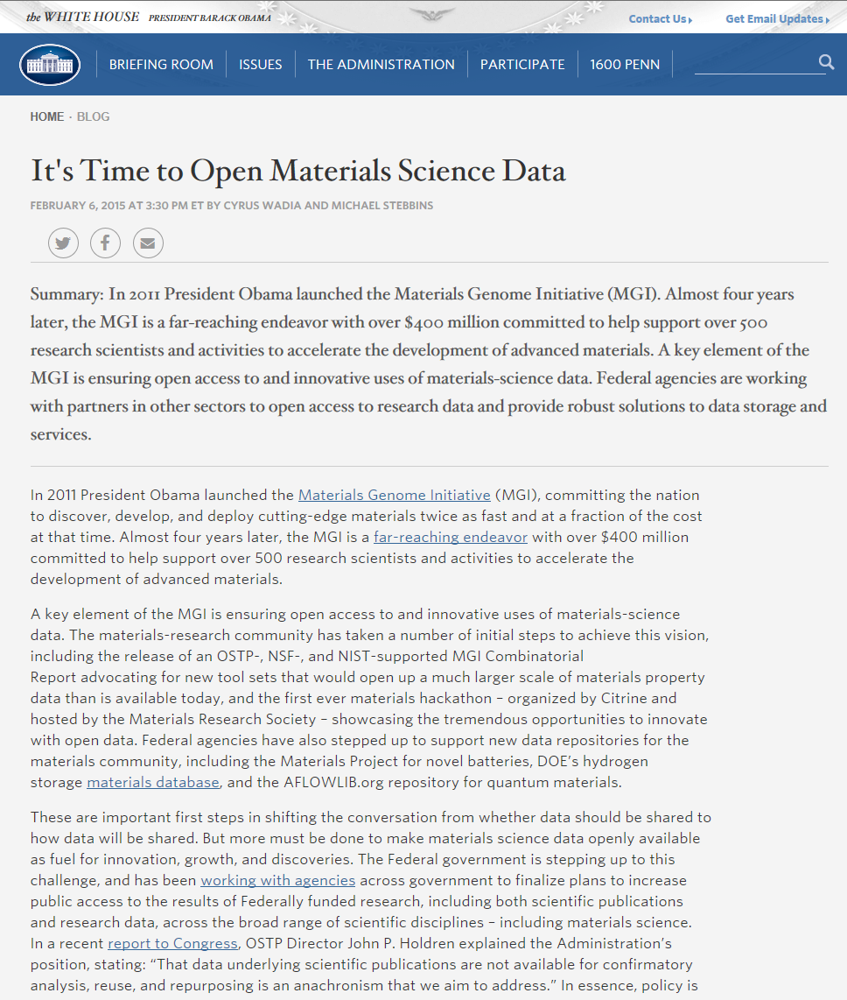 the WHITE HOUSE PRESIDENT BARACK OBAMA
Contact Us Get Email Updates
BRIEFING ROOM ISSUES THE ADMINISTRATION PARTICIPATE 1600 PENN
HOME · BLOG
It's Time to Open Materials Science Data
FEBRUARY 6, 2015 AT 3:30 PM ET BY CYRUS WADIA AND MICHAEL STEBBINS
Summary: In 2011 President Obama launched the Materials Genome Initiative (MGI). Almost four years
later, the MGI is a far-reaching endeavor with over $400 million committed to help support over 500
research scientists and activities to accelerate the development of advanced materials. A key element of the
MGI is ensuring open access to and innovative uses of materials-science data. Federal agencies are working
with partners in other sectors to open access to research data and provide robust solutions to data storage and
services.
In 2011 President Obama launched the Materials Genome Initiative (MGI), committing the nation
to discover, develop, and deploy cutting-edge materials twice as fast and at a fraction of the cost
at that time. Almost four years later, the MGI is a far-reaching endeavor with over $400 million
committed to help support over 500 research scientists and activities to accelerate the
development of advanced materials.
A key element of the MGI is ensuring open access to and innovative uses of materials-science
data. The materials-research community has taken a number of initial steps to achieve this vision,
including the release of an OSTP-, NSF-, and NIST-supported MGI Combinatorial
Report advocating for new tool sets that would open up a much larger scale of materials property
data than is available today, and the first ever materials hackathon – organized by Citrine and
hosted by the Materials Research Society – showcasing the tremendous opportunities to innovate
with open data. Federal agencies have also stepped up to support new data repositories for the
materials community, including the Materials Project for novel batteries, DOE’s hydrogen
storage materials database, and the AFLOWLIB.org repository for quantum materials.
These are important first steps in shifting the conversation from whether data should be shared to
how data will be shared. But more must be done to make materials science data openly available
as fuel for innovation, growth, and discoveries. The Federal government is stepping up to this
challenge, and has been working with agencies across government to finalize plans to increase
public access to the results of Federally funded research, including both scientific publications
and research data, across the broad range of scientific disciplines – including materials science.
In a recent report to Congress, OSTP Director John P. Holdren explained the Administration’s
position, stating: “That data underlying scientific publications are not available for confirmatory
analysis, reuse, and repurposing is an anachronism that we aim to address.” In essence, policy is